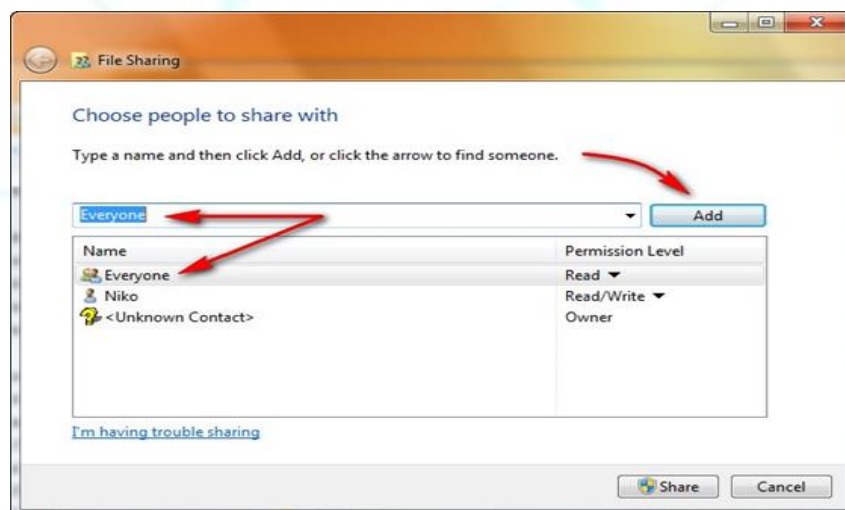 File Sharing
Choose people to share with
Type a name and then click Add, or click the arrow to find someone.
Everyone Add
Name Permission Level
Everyone Read
Niko Read/Write
<Unknown Contact> Owner
I'm having trouble sharing
Share Cancel